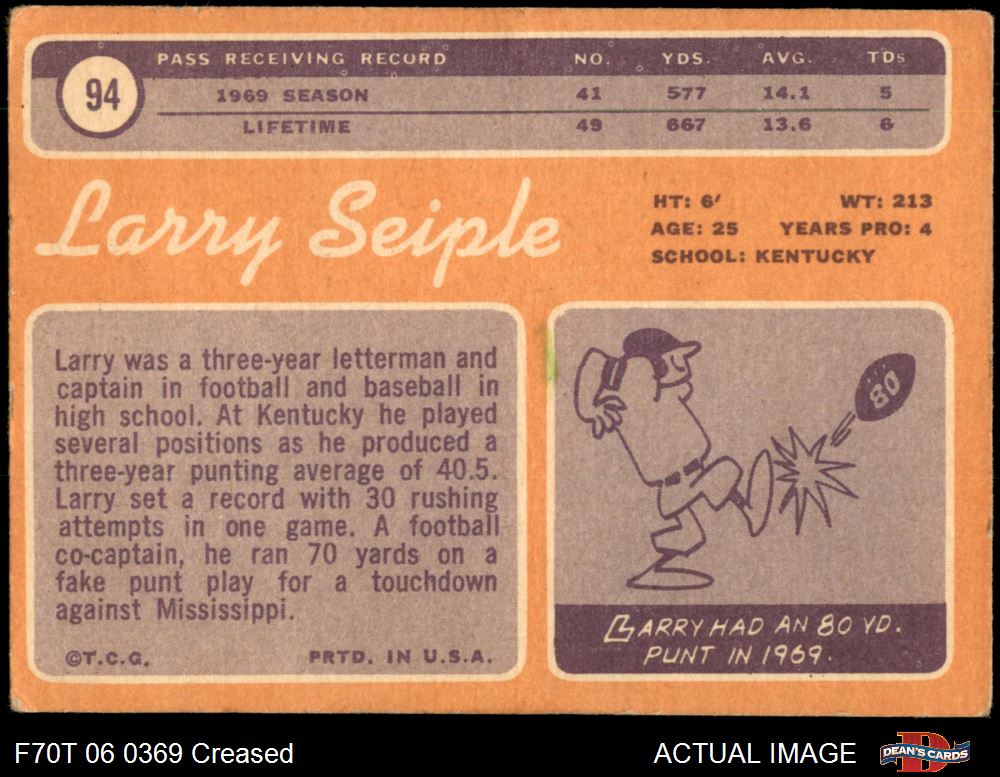 94
PASS RECEIVING RECORD NO. YDS. AVG. TDS
1969 SEASON 41 577 14.1 5
LIFETIME 49 667 13.6 6
Larry Seiple
HT: 6' WT: 213
AGE: 25 YEARS PRO: 4
SCHOOL: KENTUCKY
Larry was a three-year letterman and
captain in football and baseball in
high school. At Kentucky he played
several positions as he produced a
three-year punting average of 40.5.
Larry set a record with 30 rushing
attempts in one game. A football
co-captain, he ran 70 yards on a
fake punt play for a touchdown
against Mississippi.
©T.C.G. PRTD. IN U.S.A.
80
LARRY HAD AN 80 YD.
PUNT IN 1969.
F70T 06 0369 Creased
ACTUAL IMAGE
DEAN'S CARDS